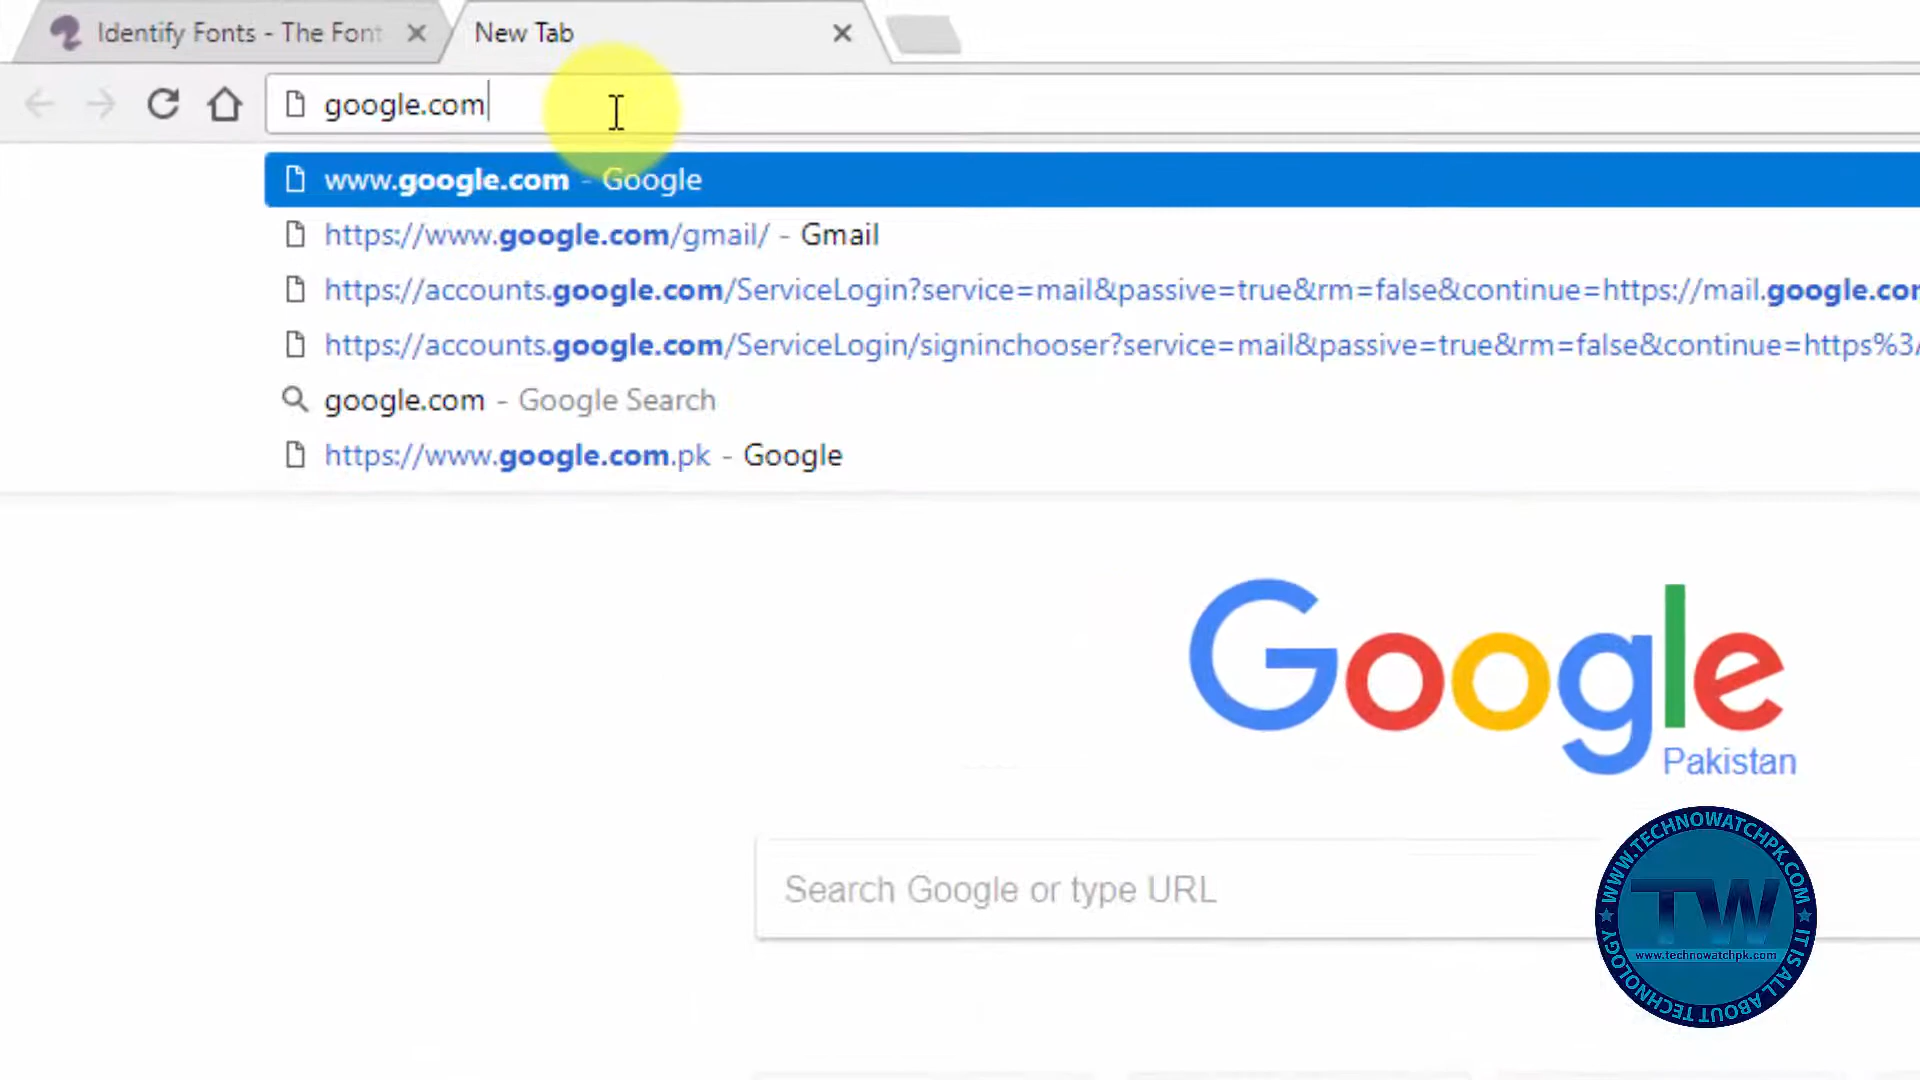 Identify Fonts - The Font
New Tab
google.com
www.google.com - Google
https://www.google.com/gmail/ - Gmail
https://accounts.google.com/ServiceLogin?service=mail&passive=true&rm=false&continue=https://mail.google.com
https://accounts.google.com/ServiceLogin/signinchooser?service=mail&passive=true&rm=false&continue=https%3A
google.com - Google Search
https://www.google.com.pk - Google
Google
Pakistan
Search Google or type URL
WWW.TECHNOWATCHPK.COM
TW
www.technowatchpk.com
IT IS ALL ABOUT TECHNOLOGY